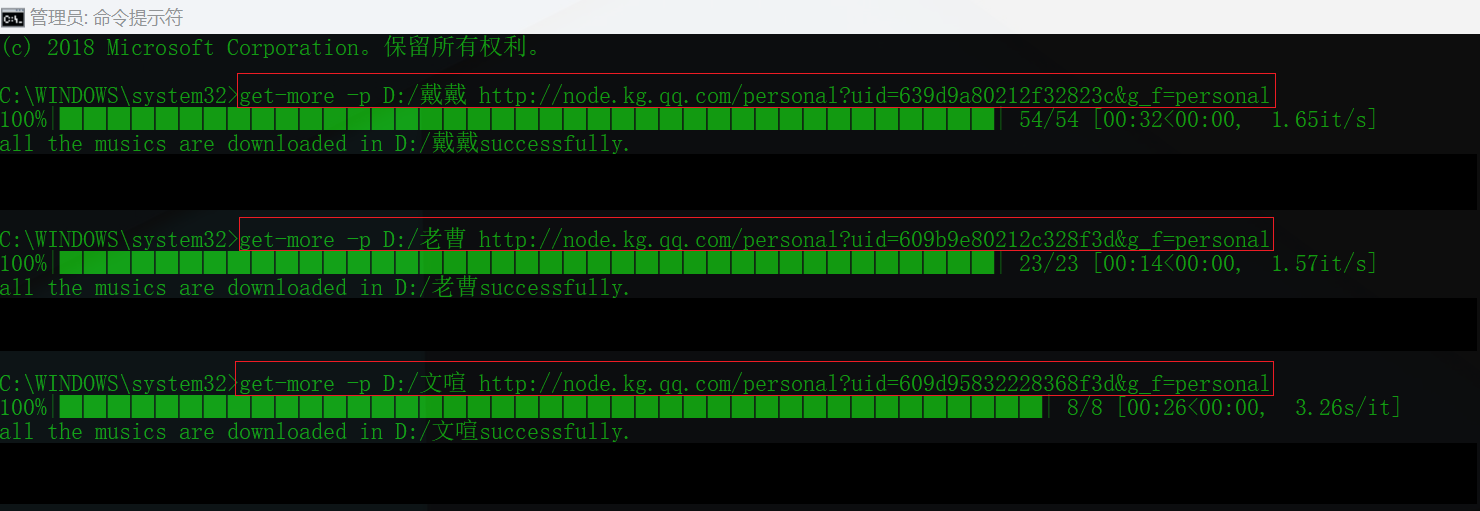 管理员: 命令提示符
(c) 2018 Microsoft Corporation。保留所有权利。
C:\WINDOWS\system32>get-more -p D:/戴戴 http://node.kg.qq.com/personal?uid=639d9a80212f32823c&g_f=personal
100%| 54/54 [00:32<00:00,  1.65it/s]
all the musics are downloaded in D:/戴戴successfully.
C:\WINDOWS\system32>get-more -p D:/老曹 http://node.kg.qq.com/personal?uid=609b9e80212c328f3d&g_f=personal
100%| 23/23 [00:14<00:00,  1.57it/s]
all the musics are downloaded in D:/老曹successfully.
C:\WINDOWS\system32>get-more -p D:/文喧 http://node.kg.qq.com/personal?uid=609d95832228368f3d&g_f=personal
100%| 8/8 [00:26<00:00,  3.26s/it]
all the musics are downloaded in D:/文喧successfully.